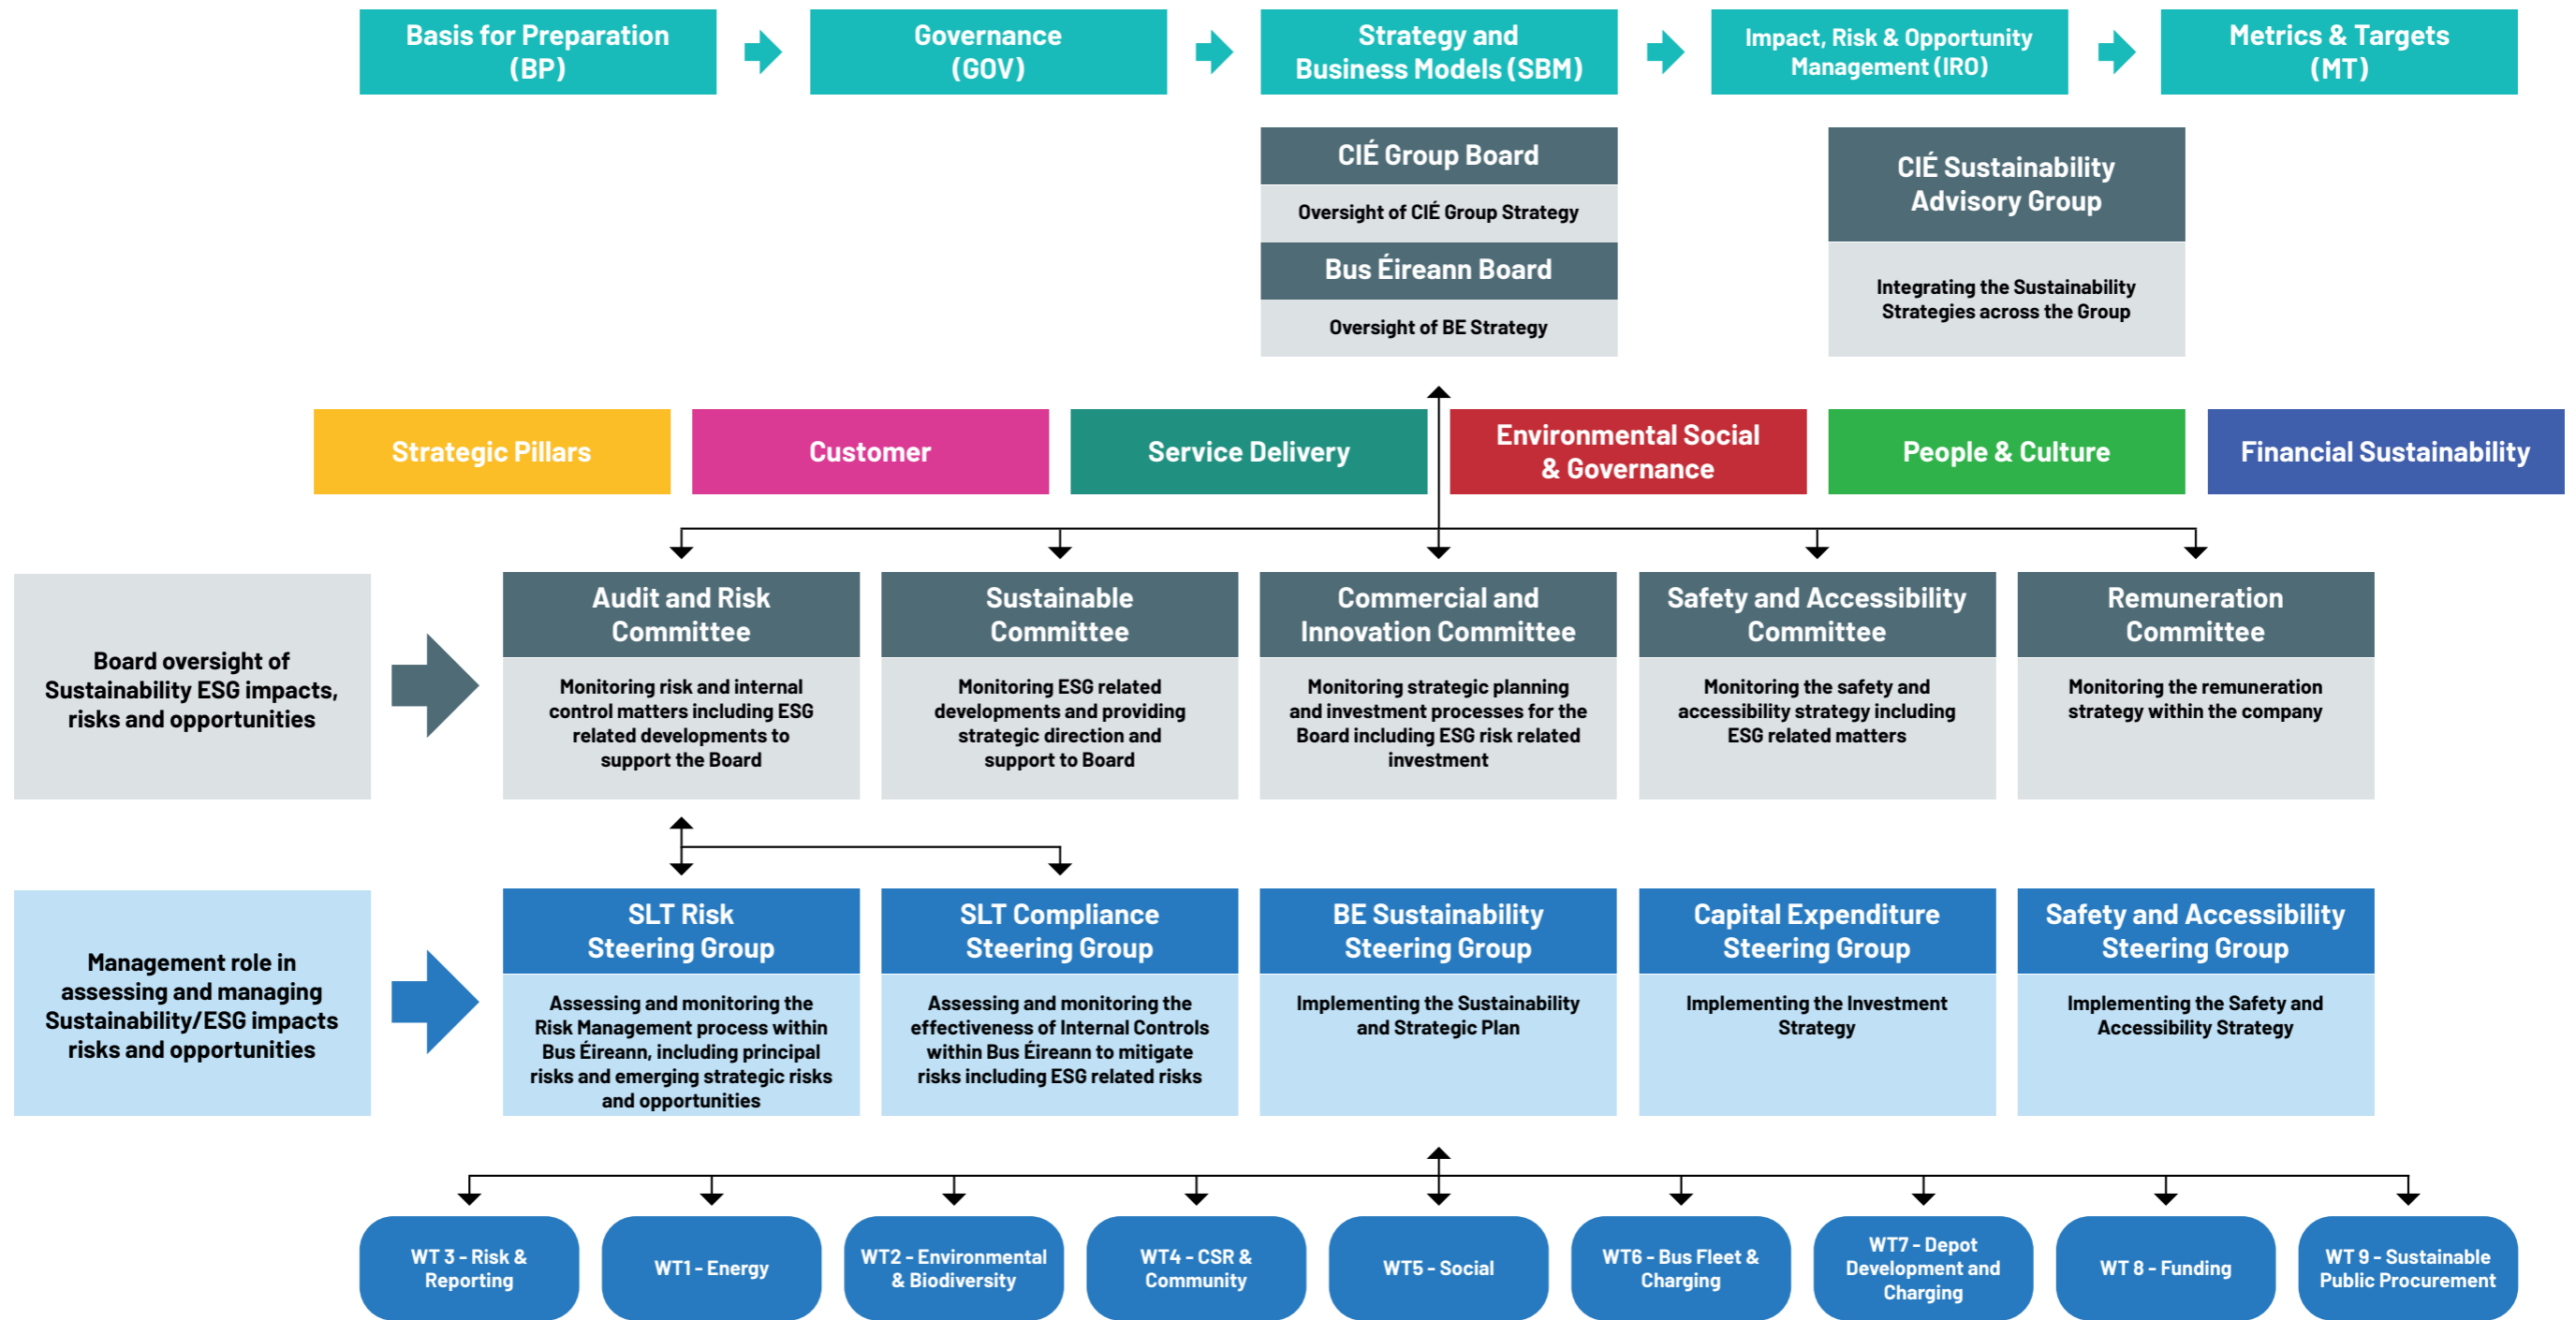 Basis for Preparation
(BP)
Governance
(GOV)
Strategy and
Business Models (SBM)
Impact, Risk & Opportunity
Management (IRO)
Metrics & Targets
(MT)
CIÉ Group Board
Oversight of CIÉ Group Strategy
Bus Éireann Board
Oversight of BE Strategy
CIÉ Sustainability
Advisory Group
Integrating the Sustainability
Strategies across the Group
Strategic Pillars
Customer
Service Delivery
Environmental Social
& Governance
People & Culture
Financial Sustainability
Board oversight of
Sustainability ESG impacts,
risks and opportunities
Audit and Risk
Committee
Monitoring risk and internal
control matters including ESG
related developments to
support the Board
Sustainable
Committee
Monitoring ESG related
developments and providing
strategic direction and
support to Board
Commercial and
Innovation Committee
Monitoring strategic planning
and investment processes for the
Board including ESG risk related
investment
Safety and Accessibility
Committee
Monitoring the safety and
accessibility strategy including
ESG related matters
Remuneration
Committee
Monitoring the remuneration
strategy within the company
Management role in
assessing and managing
Sustainability/ESG impacts
risks and opportunities
SLT Risk
Steering Group
Assessing and monitoring the
Risk Management process within
Bus Éireann, including principal
risks and emerging strategic risks
and opportunities
SLT Compliance
Steering Group
Assessing and monitoring the
effectiveness of Internal Controls
within Bus Éireann to mitigate
risks including ESG related risks
BE Sustainability
Steering Group
Implementing the Sustainability
and Strategic Plan
Capital Expenditure
Steering Group
Implementing the Investment
Strategy
Safety and Accessibility
Steering Group
Implementing the Safety and
Accessibility Strategy
WT 3 - Risk &
Reporting
WT1 - Energy
WT2 - Environmental
& Biodiversity
WT4 - CSR &
Community
WT5 - Social
WT6 - Bus Fleet &
Charging
WT7 - Depot
Development and
Charging
WT 8 - Funding
WT 9 - Sustainable
Public Procurement